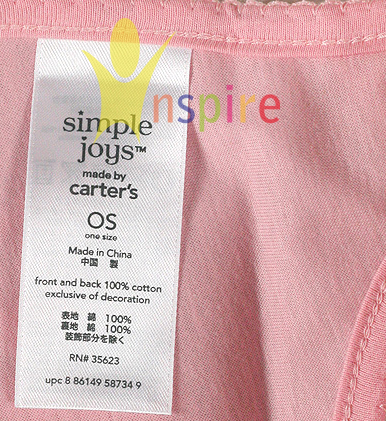 nspire
simple
joys™
made by
carter's
OS
one size
Made in China
中国 製
front and back 100% cotton
exclusive of decoration
表地 綿 100%
裏地 綿 100%
装飾部分を除く
RN# 35623
upc 8 86149 58734 9